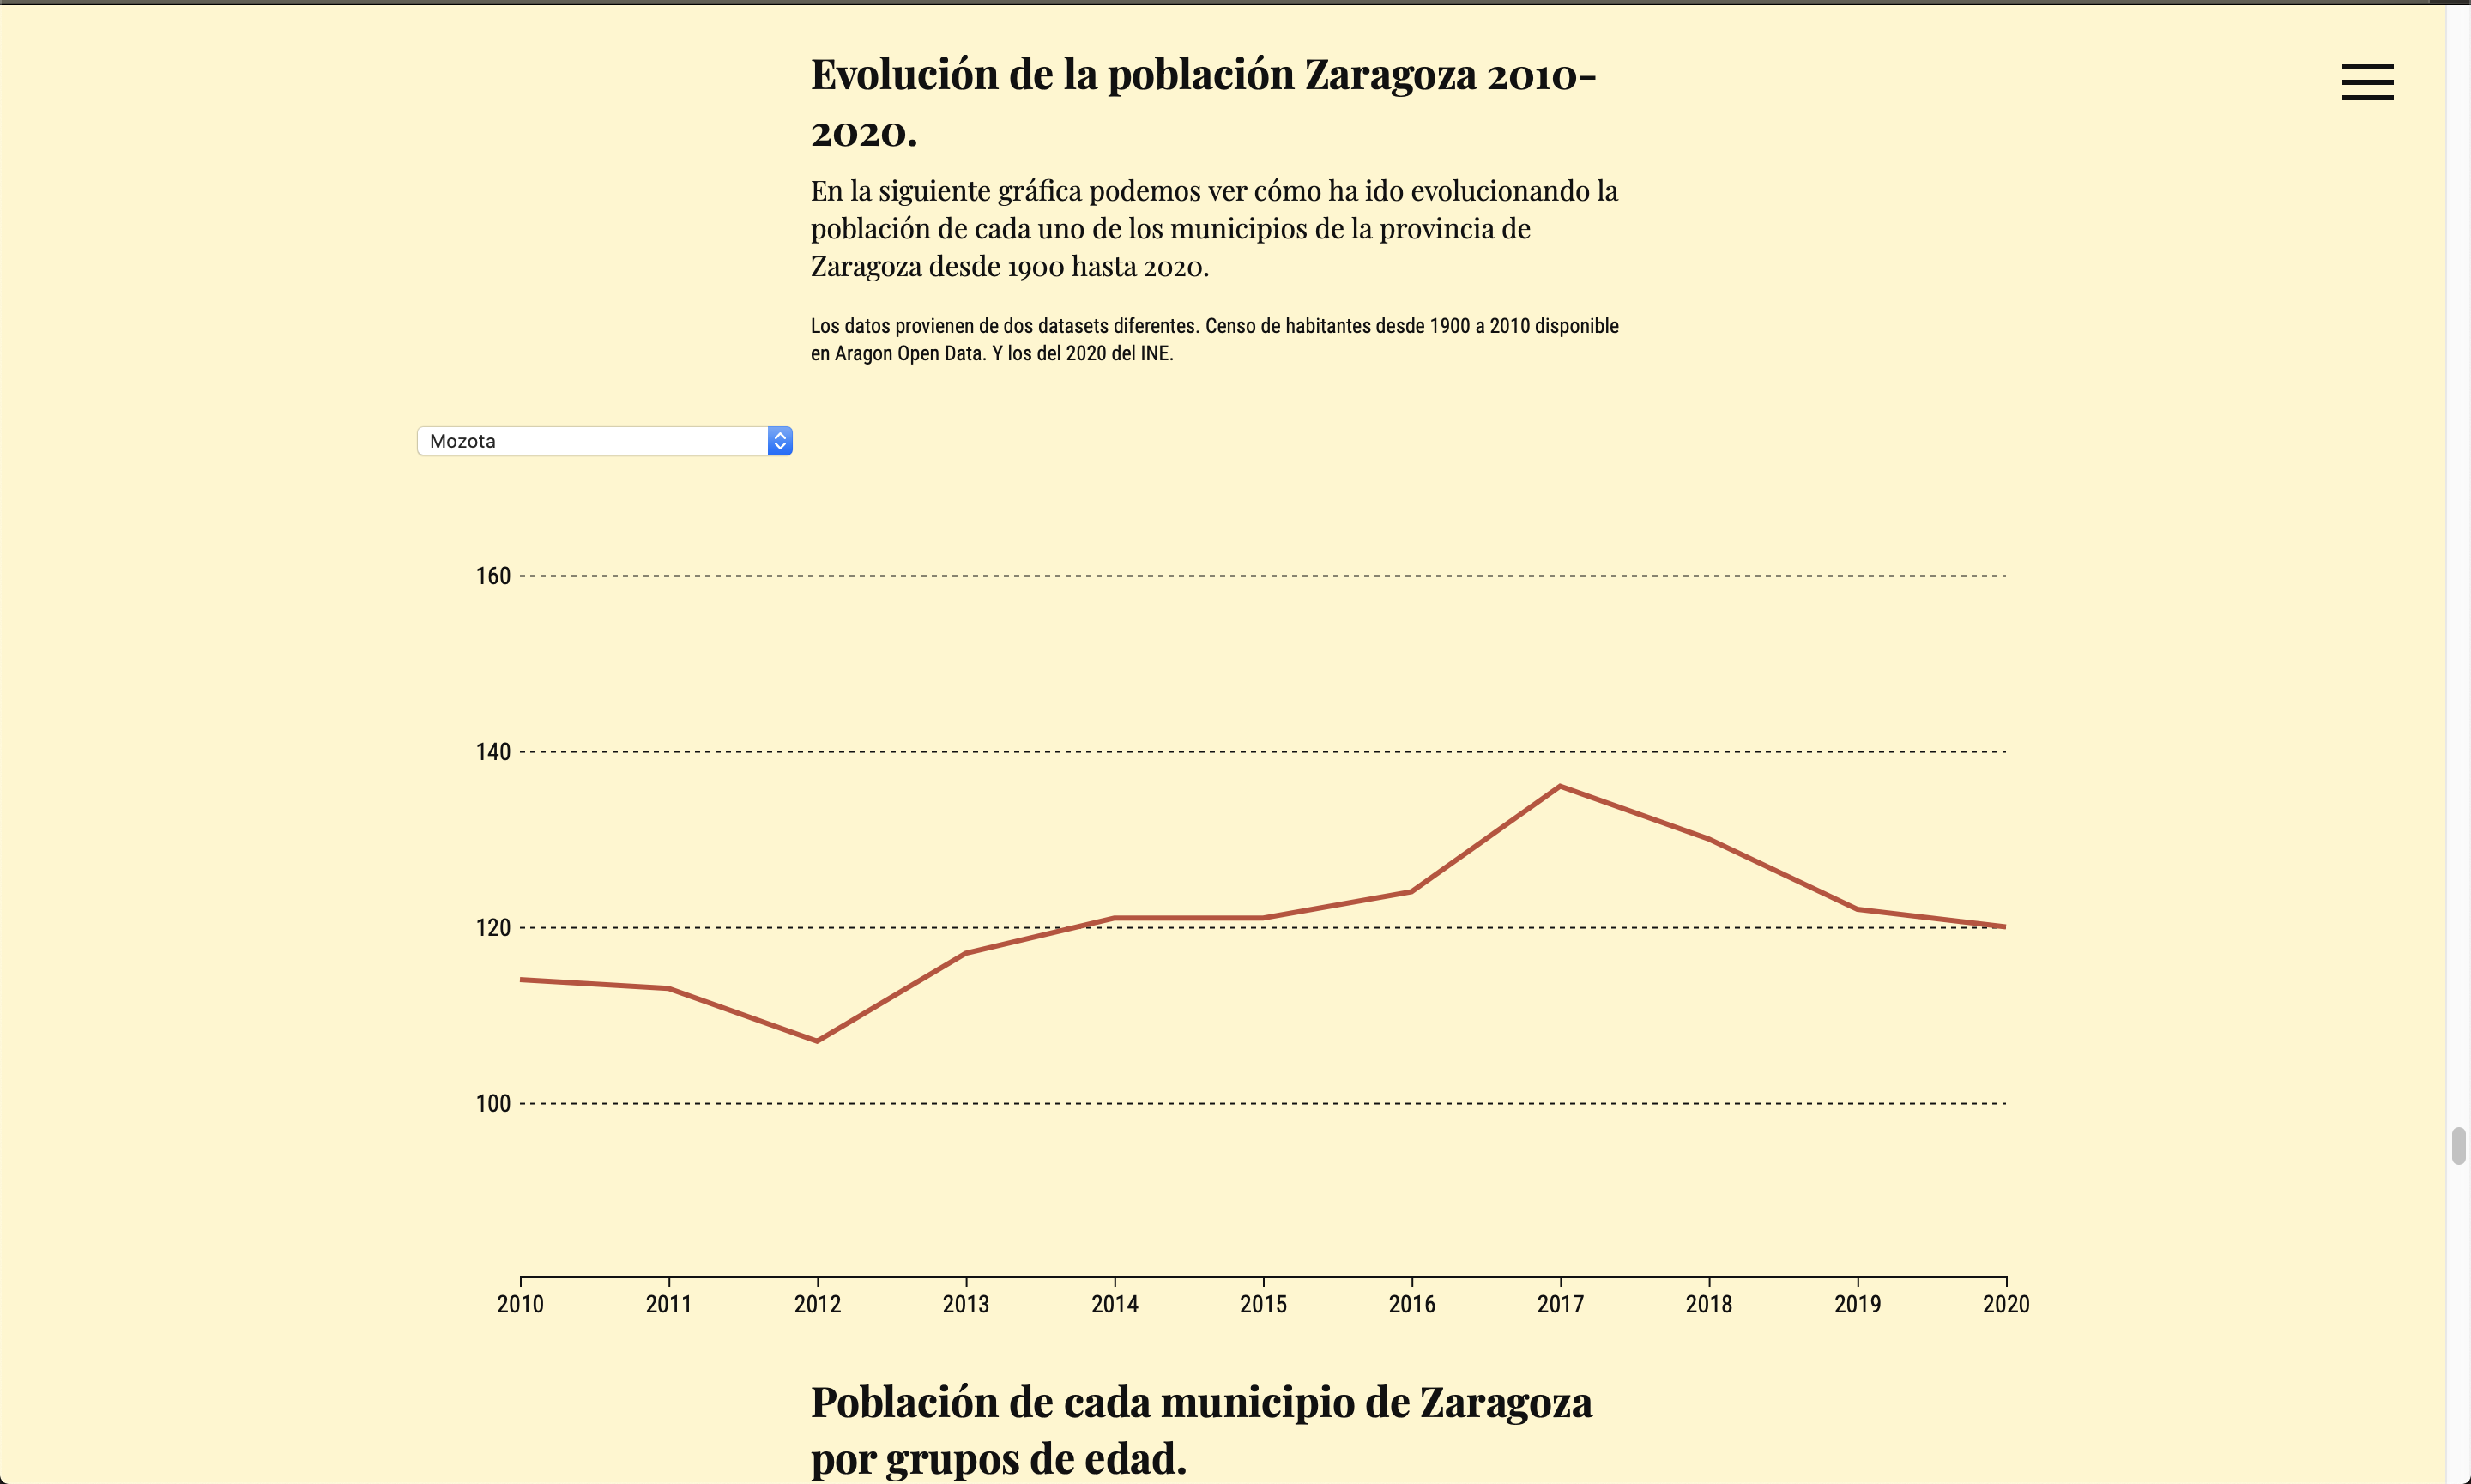 Evolución de la población Zaragoza 2010-
2020.
En la siguiente gráfica podemos ver cómo ha ido evolucionando la
población de cada uno de los municipios de la provincia de
Zaragoza desde 1900 hasta 2020.
Los datos provienen de dos datasets diferentes. Censo de habitantes desde 1900 a 2010 disponible
en Aragon Open Data. Y los del 2020 del INE.
Mozota
160
140
120
100
2010 2011 2012 2013 2014 2015 2016 2017 2018 2019 2020
Población de cada municipio de Zaragoza
por grupos de edad.